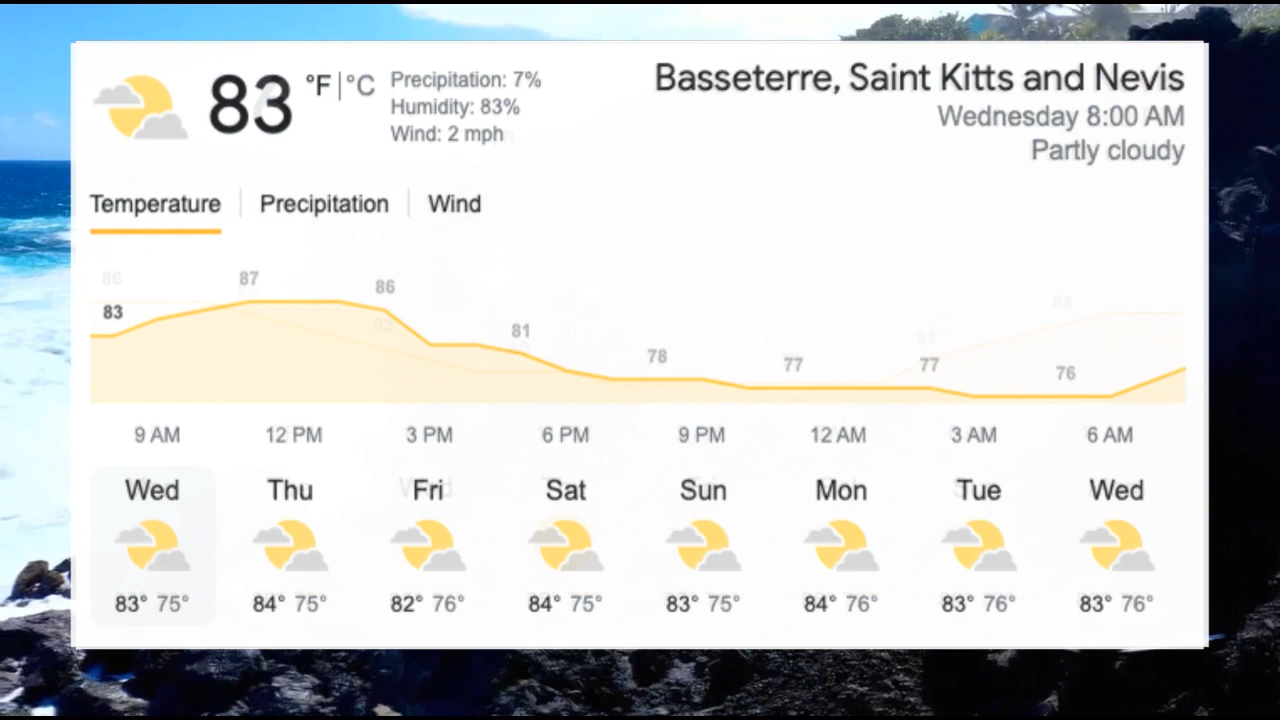 83 °F | °C
Precipitation: 7%
Humidity: 83%
Wind: 2 mph
Basseterre, Saint Kitts and Nevis
Wednesday 8:00 AM
Partly cloudy
Temperature | Precipitation | Wind
83 87 86 81 78 77 77 76
9 AM 12 PM 3 PM 6 PM 9 PM 12 AM 3 AM 6 AM
Wed Thu Fri Sat Sun Mon Tue Wed
83° 75° 84° 75° 82° 76° 84° 75° 83° 75° 84° 76° 83° 76° 83° 76°